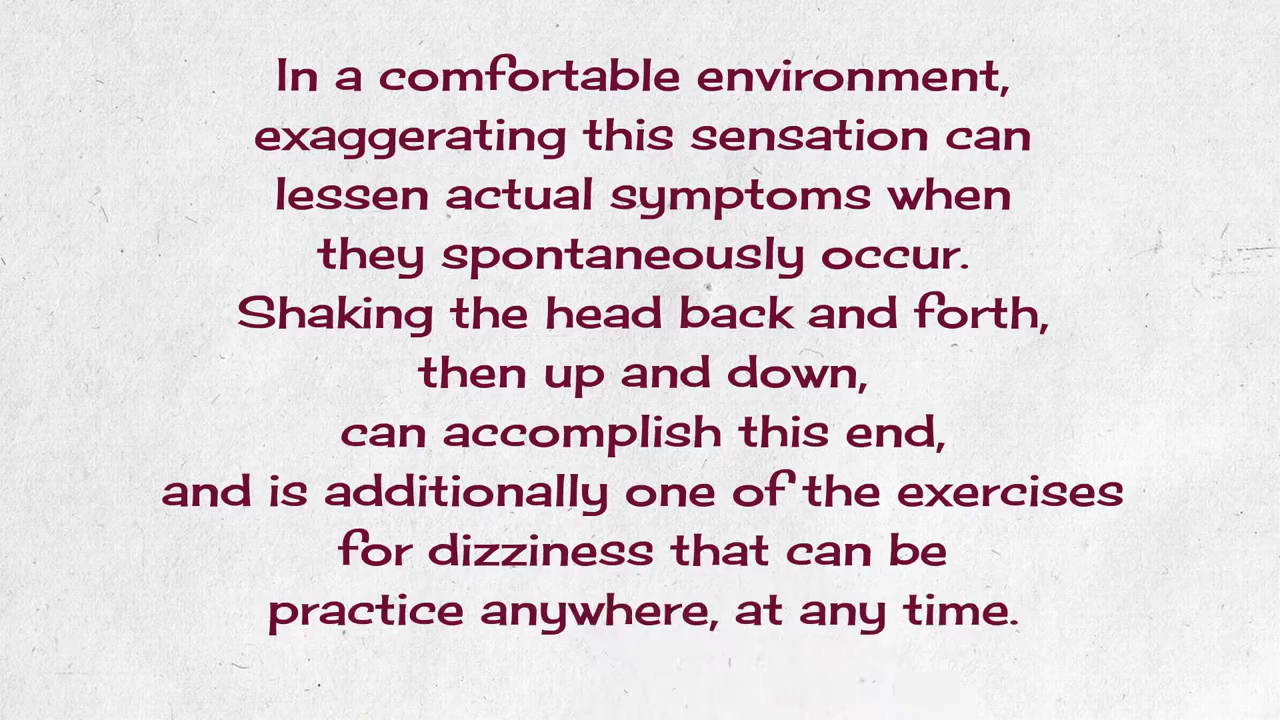 In a comfortable environment,
exaggerating this sensation can
lessen actual symptoms when
they spontaneously occur.
Shaking the head back and forth,
then up and down,
can accomplish this end,
and is additionally one of the exercises
for dizziness that can be
practice anywhere, at any time.